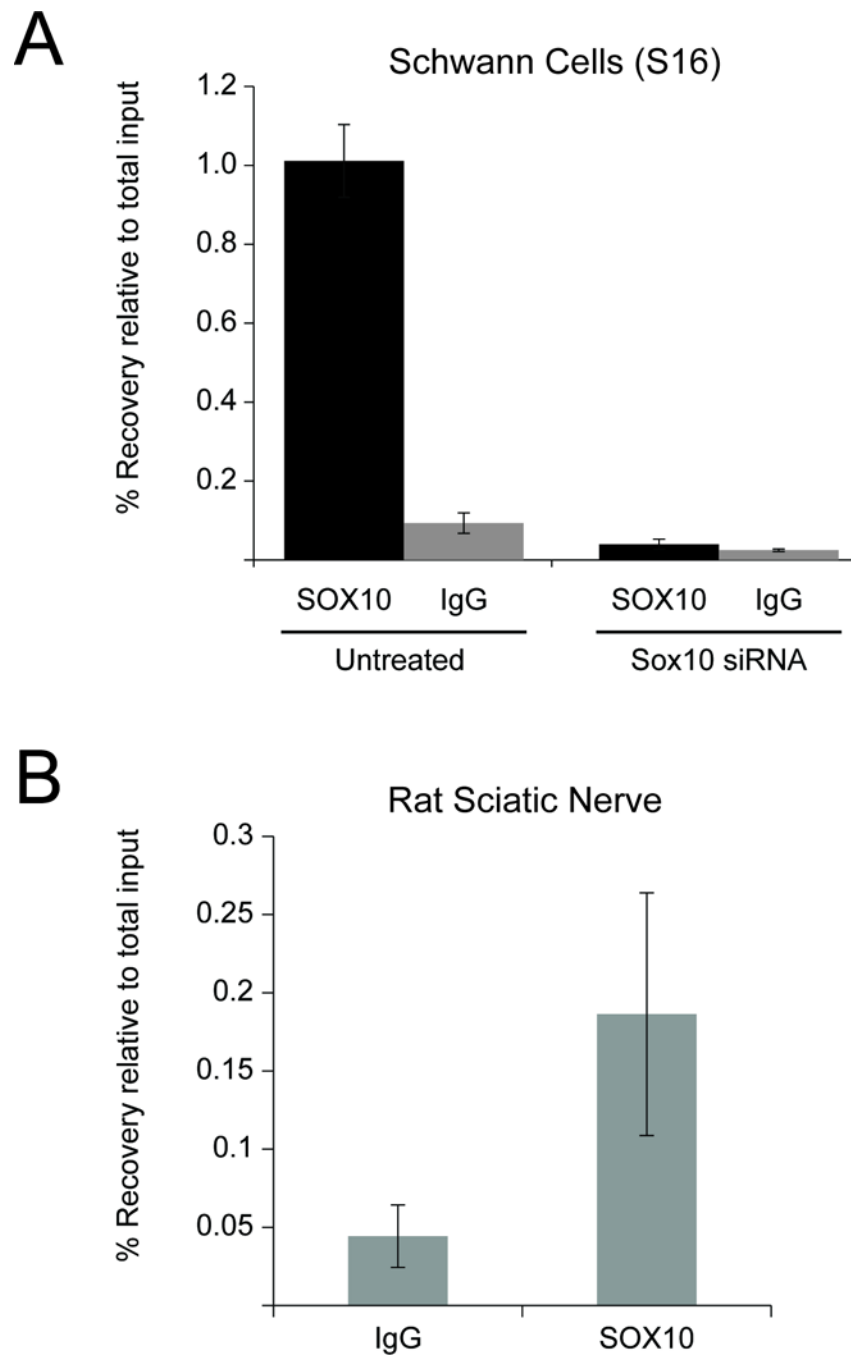 A
Schwann Cells (S16)
% Recovery relative to total input
1.2
1.0
0.8
0.6
0.4
0.2
SOX10 IgG SOX10 IgG
Untreated Sox10 siRNA
B
Rat Sciatic Nerve
% Recovery relative to total input
0.3
0.25
0.2
0.15
0.1
0.05
IgG SOX10